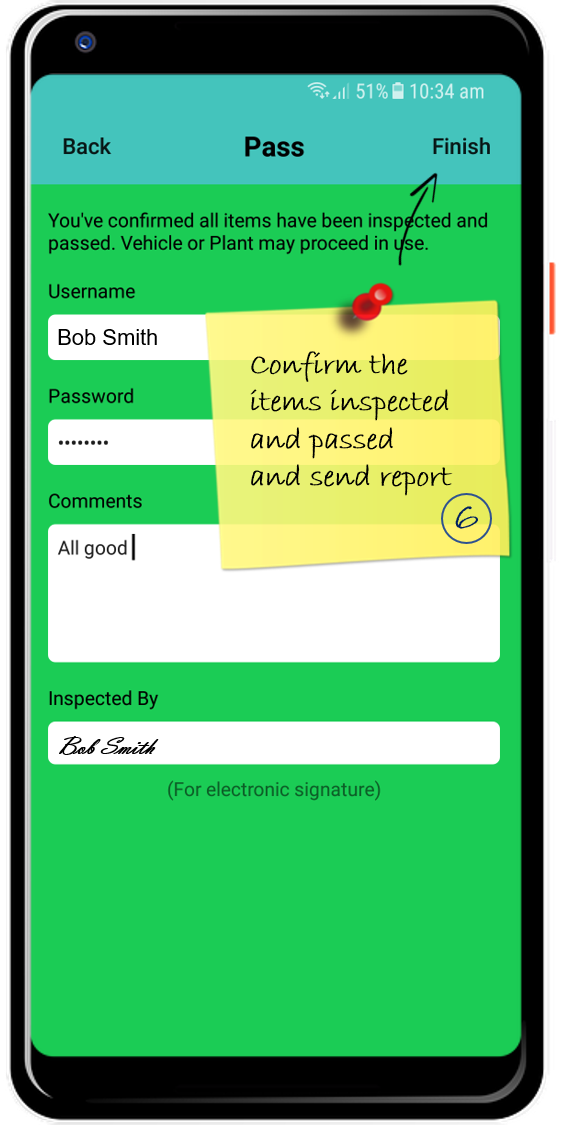 51% 10:34 am
Back Pass Finish
You've confirmed all items have been inspected and
passed. Vehicle or Plant may proceed in use.
Username
Bob Smith
Password
••••••••
Confirm the
items inspected
and passed
and send report
6
Comments
All good
Inspected By
Bob Smith
(For electronic signature)